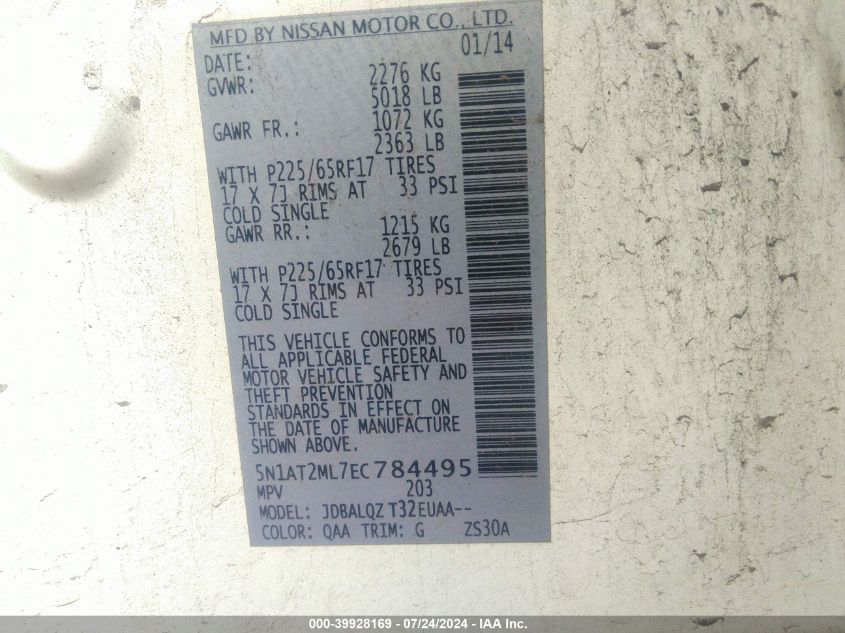 MFD BY NISSAN MOTOR CO., LTD.
DATE: 01/14
GVWR: 2276 KG
5018 LB
GAWR FR.: 1072 KG
2363 LB
WITH P225/65RF17 TIRES
17 X 7J RIMS AT 33 PSI
COLD SINGLE
GAWR RR.: 1215 KG
2679 LB
WITH P225/65RF17 TIRES
17 X 7J RIMS AT 33 PSI
COLD SINGLE
THIS VEHICLE CONFORMS TO
ALL APPLICABLE FEDERAL
MOTOR VEHICLE SAFETY AND
THEFT PREVENTION
STANDARDS IN EFFECT ON
THE DATE OF MANUFACTURE
SHOWN ABOVE.
5N1AT2ML7EC784495
MPV 203
MODEL: JDBALQZ T32EUAA--
COLOR: QAA TRIM: G ZS30A
000-39928169 - 07/24/2024 - IAA Inc.